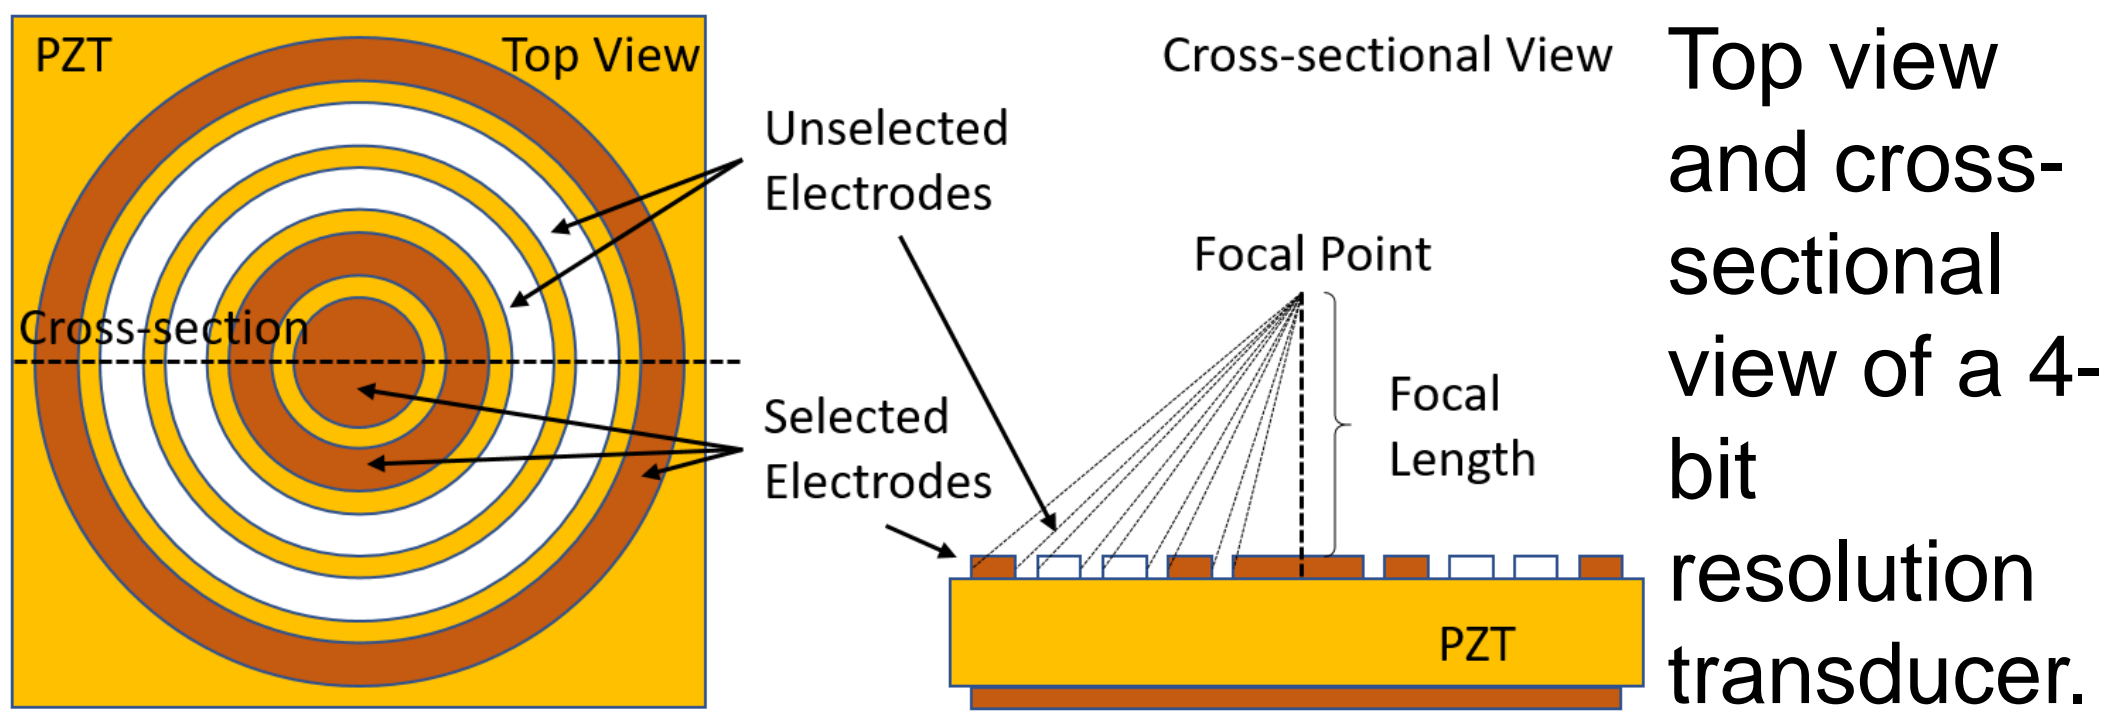 PZT
Top View
Cross-section
Unselected
Electrodes
Selected
Electrodes
Cross-sectional View
Focal Point
Focal
Length
PZT
Top view
and cross-
sectional
view of a 4-
bit
resolution
transducer.